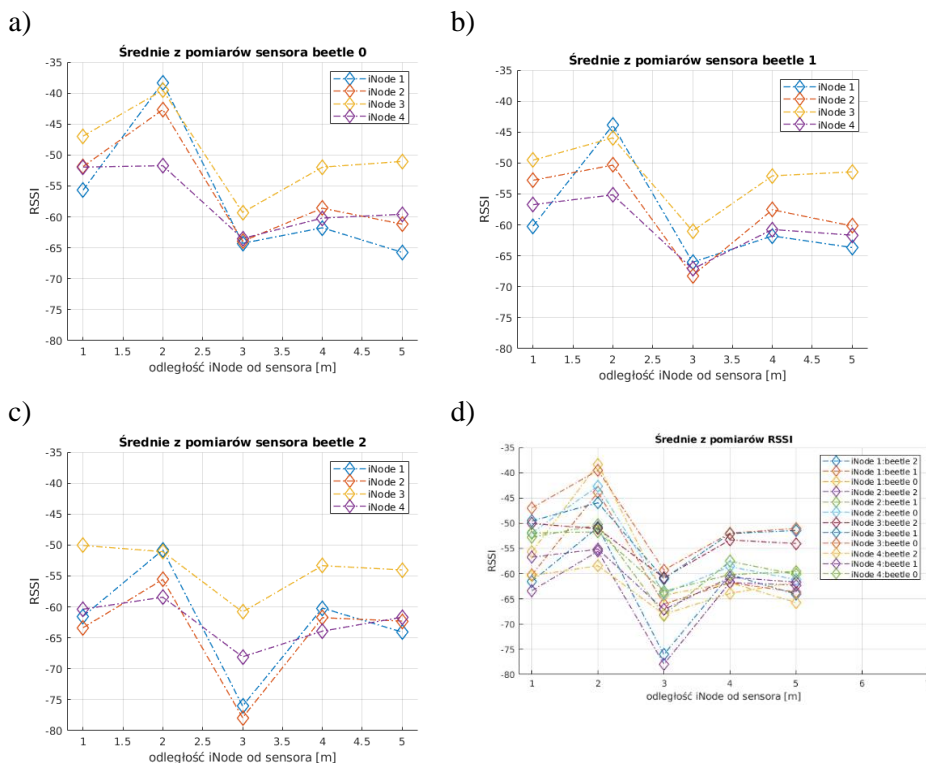 a)
Średnie z pomiarów sensora beetle 0
-35
-40
-45
-50
-55
-60
-65
-70
-75
-80
RSSI
1 1.5 2 2.5 3 3.5 4 4.5 5
odległość iNode od sensora [m]
iNode 1
iNode 2
iNode 3
iNode 4
b)
Średnie z pomiarów sensora beetle 1
-35
-40
-45
-50
-55
-60
-65
-70
-75
-80
RSSI
1 1.5 2 2.5 3 3.5 4 4.5 5
odległość iNode od sensora [m]
iNode 1
iNode 2
iNode 3
iNode 4
c)
Średnie z pomiarów sensora beetle 2
-35
-40
-45
-50
-55
-60
-65
-70
-75
-80
RSSI
1 1.5 2 2.5 3 3.5 4 4.5 5
odległość iNode od sensora [m]
iNode 1
iNode 2
iNode 3
iNode 4
d)
Średnie z pomiarów RSSI
-35
-40
-45
-50
-55
-60
-65
-70
-75
-80
RSSI
1 2 3 4 5 6
odległość iNode od sensora [m]
iNode 1:beetle 2
iNode 1:beetle 1
iNode 1:beetle 0
iNode 2:beetle 2
iNode 2:beetle 1
iNode 2:beetle 0
iNode 3:beetle 2
iNode 3:beetle 1
iNode 3:beetle 0
iNode 4:beetle 2
iNode 4:beetle 1
iNode 4:beetle 0